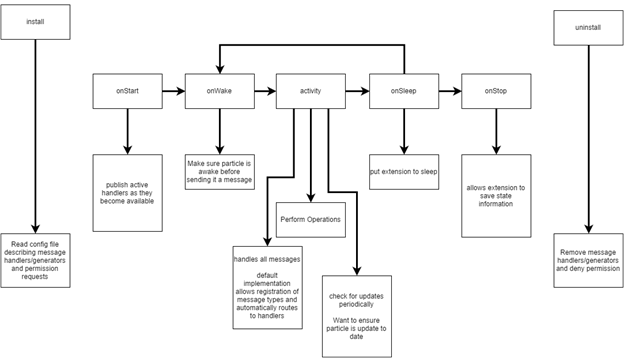 install
uninstall
onStart
onWake
activity
onSleep
onStop
publish active
handlers as they
become available
Make sure particle is
awake before
sending it a message
put extension to sleep
allows extension to
save state
information
Perform Operations
Read config file
describing message
handlers/generators
and permission
requests
handles all messages
default
implementation
allows registration of
message types and
automatically routes
to handlers
check for updates
periodically
Want to ensure
particle is update to
date
Remove message
handlers/generators
and deny permission